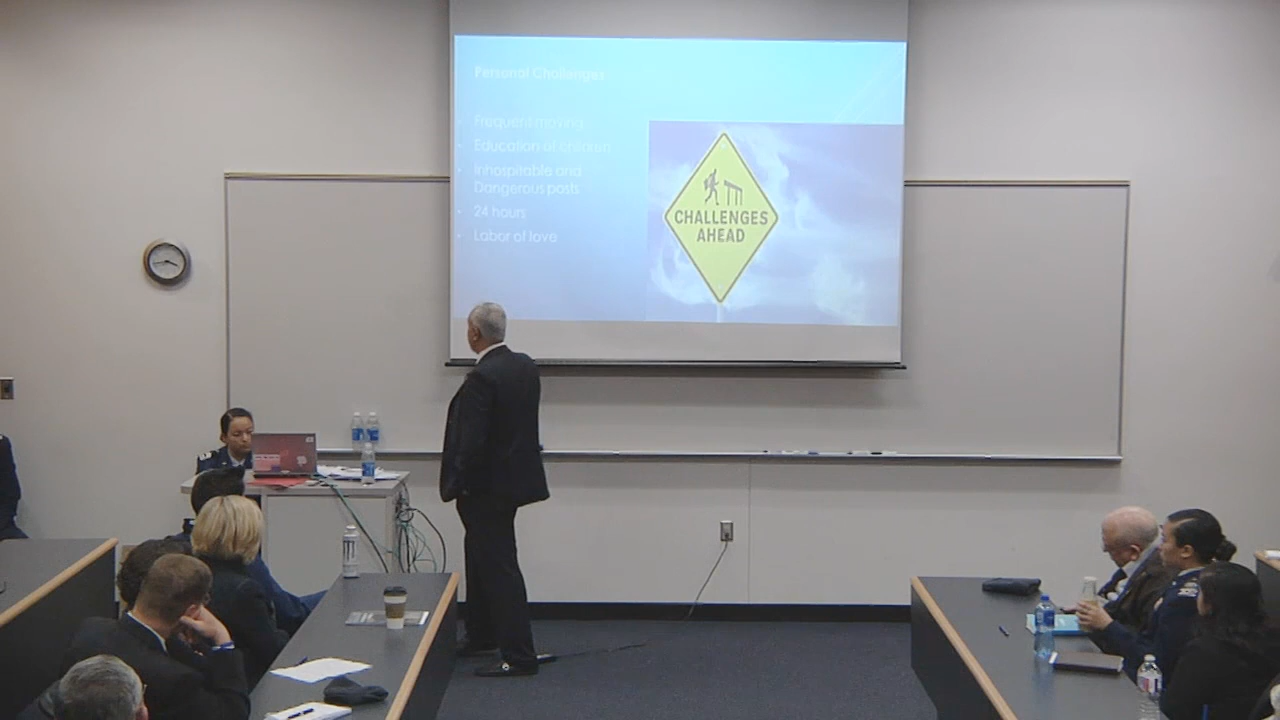 Personal Challenges
• Frequent moving
• Education of children
• Inhospitable and
Dangerous posts
• 24 hours
• Labor of love
CHALLENGES
AHEAD